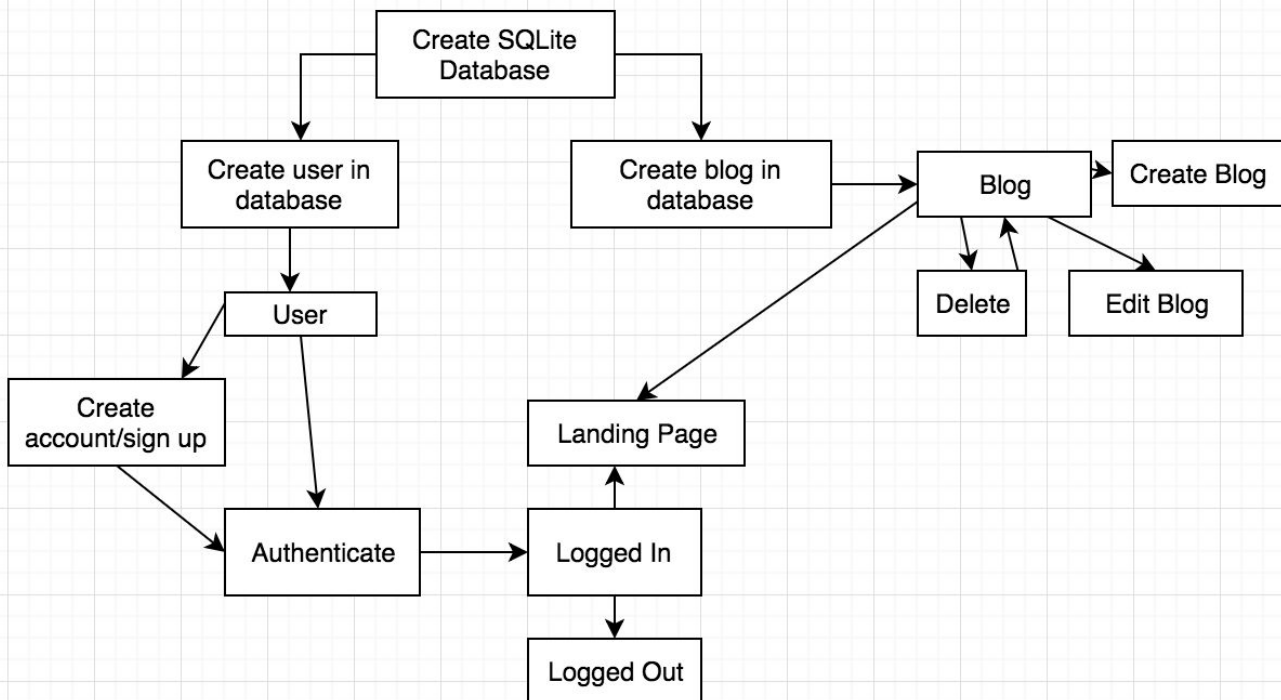 Create SQLite
Database
Create user in
database
Create blog in
database
Blog
Create Blog
User
Delete
Edit Blog
Create
account/sign up
Landing Page
Authenticate
Logged In
Logged Out